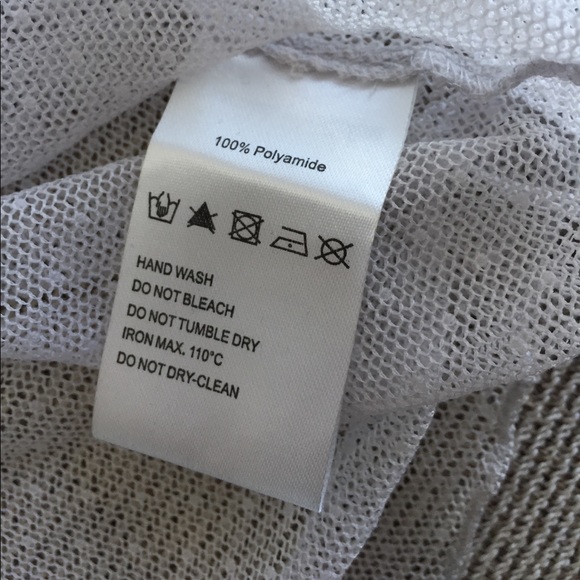 100% Polyamide
HAND WASH
DO NOT BLEACH
DO NOT TUMBLE DRY
IRON MAX. 110°C
DO NOT DRY-CLEAN